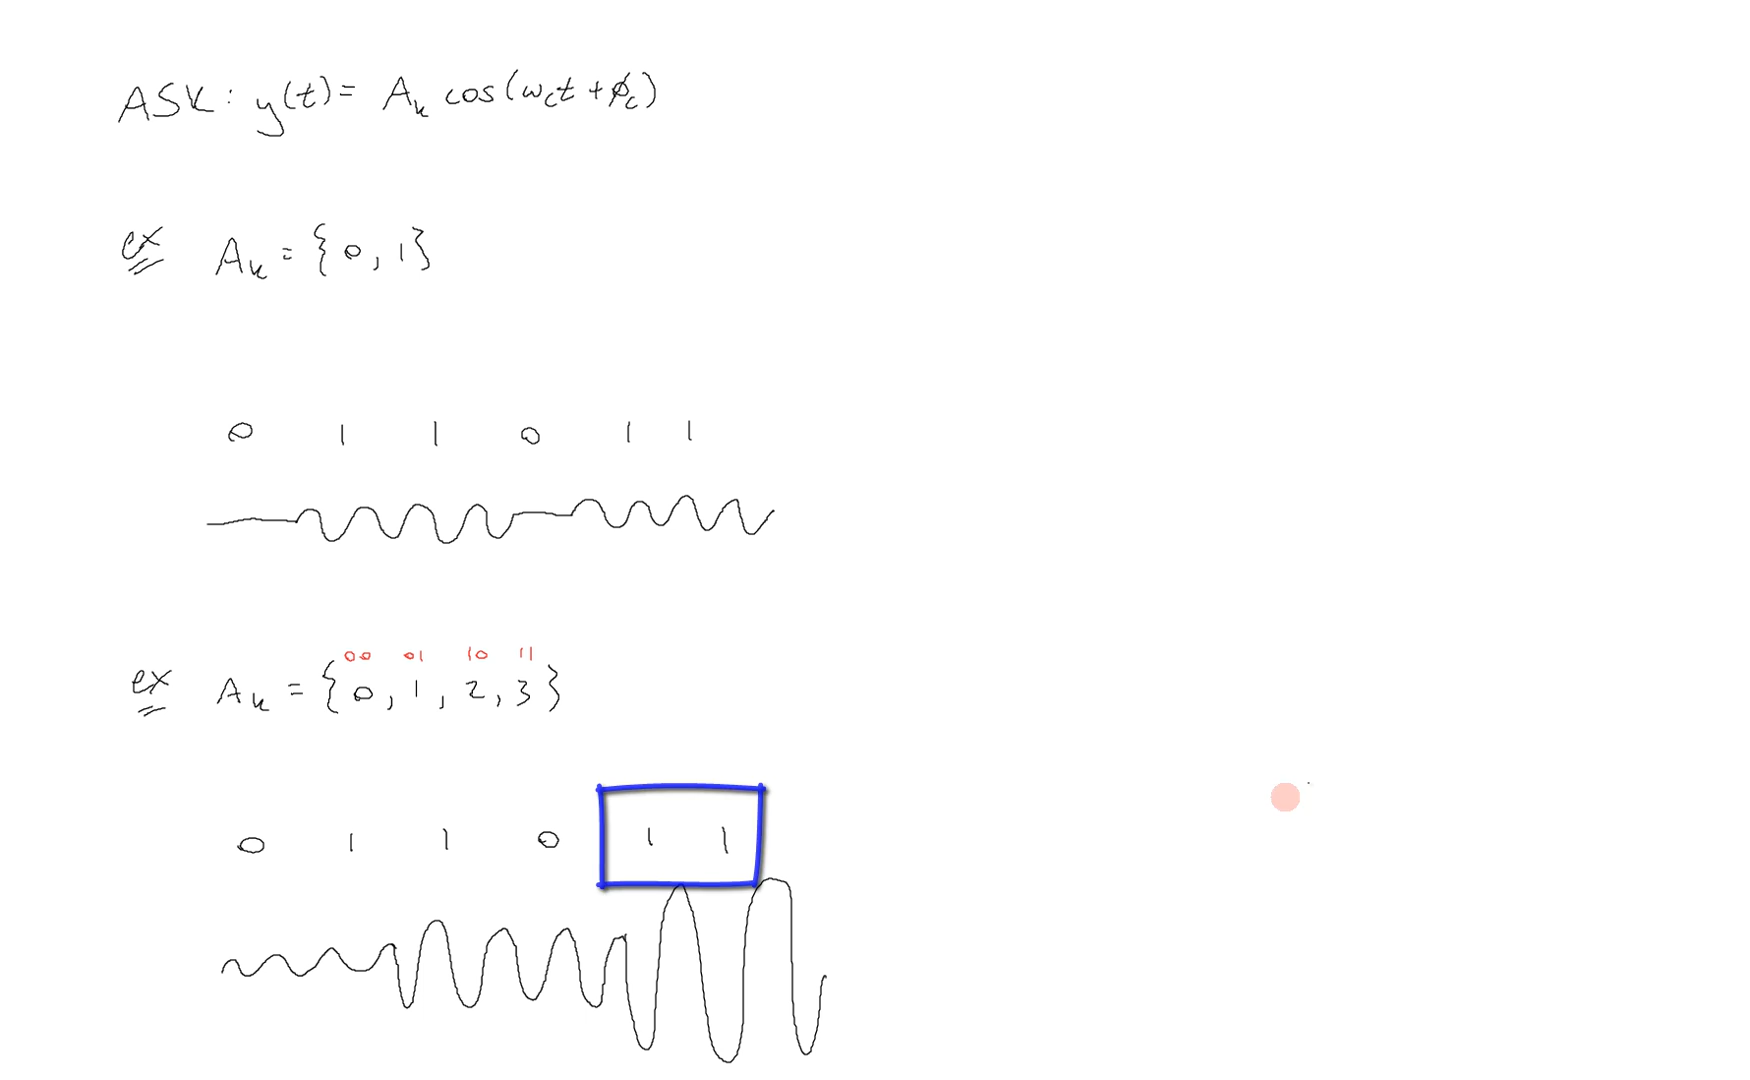 ASK: y(t) = A_k cos(ω_c t + φ_c)
ex A_k = {0, 1}
0 1 1 0 1 1
00 01 10 11
ex A_k = {0, 1, 2, 3}
0 1 1 0 1 1